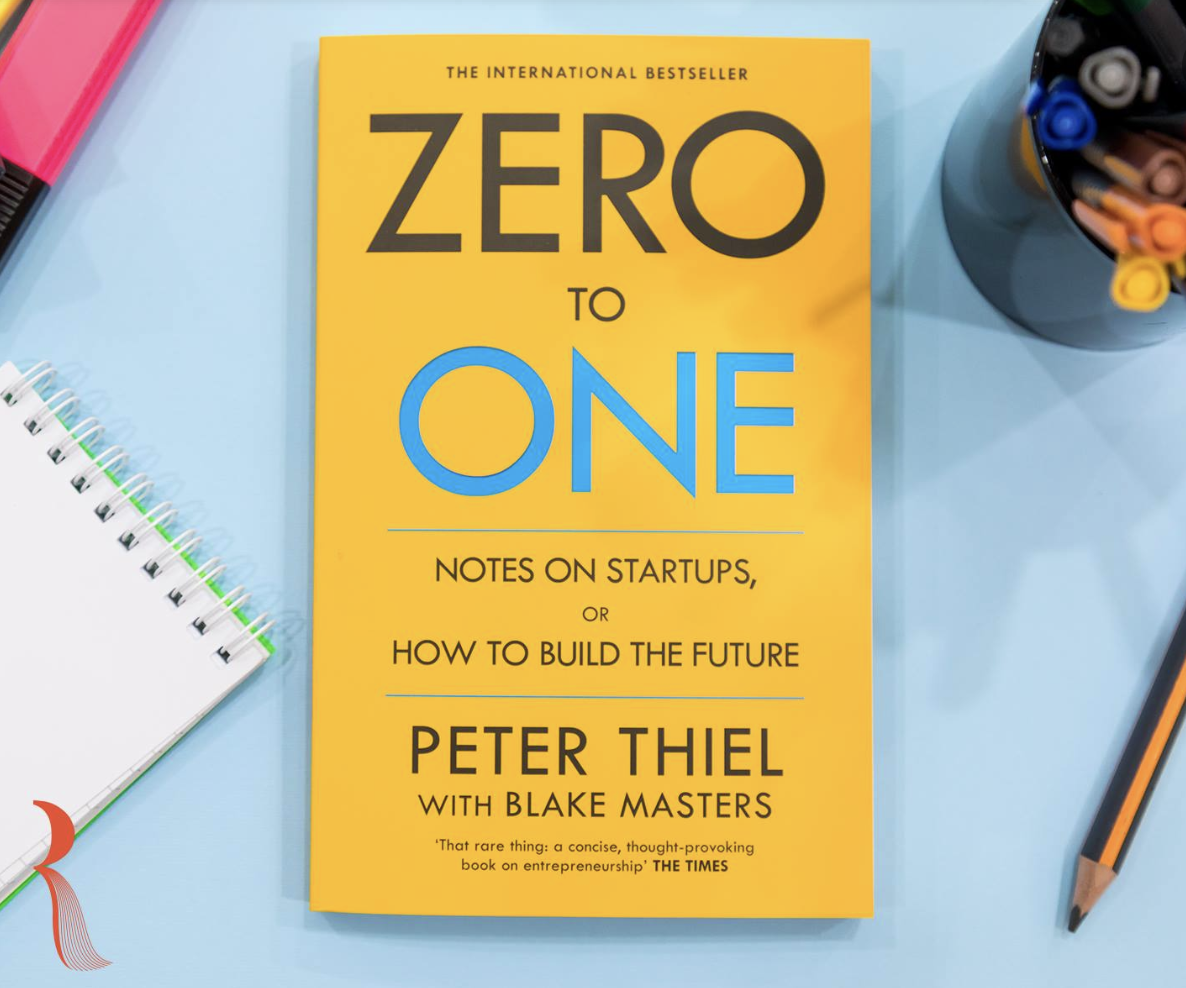 THE INTERNATIONAL BESTSELLER
ZERO
TO
ONE
NOTES ON STARTUPS,
OR
HOW TO BUILD THE FUTURE
PETER THIEL
WITH BLAKE MASTERS
'That rare thing: a concise, thought-provoking
book on entrepreneurship' THE TIMES